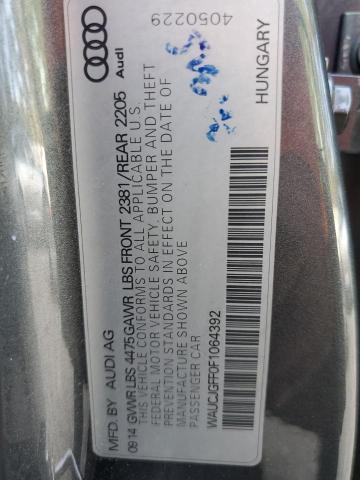 MFD. BY AUDI AG
09 14 GWWR LBS 4475 GAWR LBS FRONT 2381/REAR 2205
THIS VEHICLE CONFORMS TO ALL APPLICABLE U.S.
FEDERAL MOTOR VEHICLE SAFETY, BUMPER AND THEFT
PREVENTION STANDARDS IN EFFECT ON THE DATE OF
MANUFACTURE SHOWN ABOVE
PASSENGER CAR
WAUCJGFF0F1064392
HUNGARY
Audi
4050229